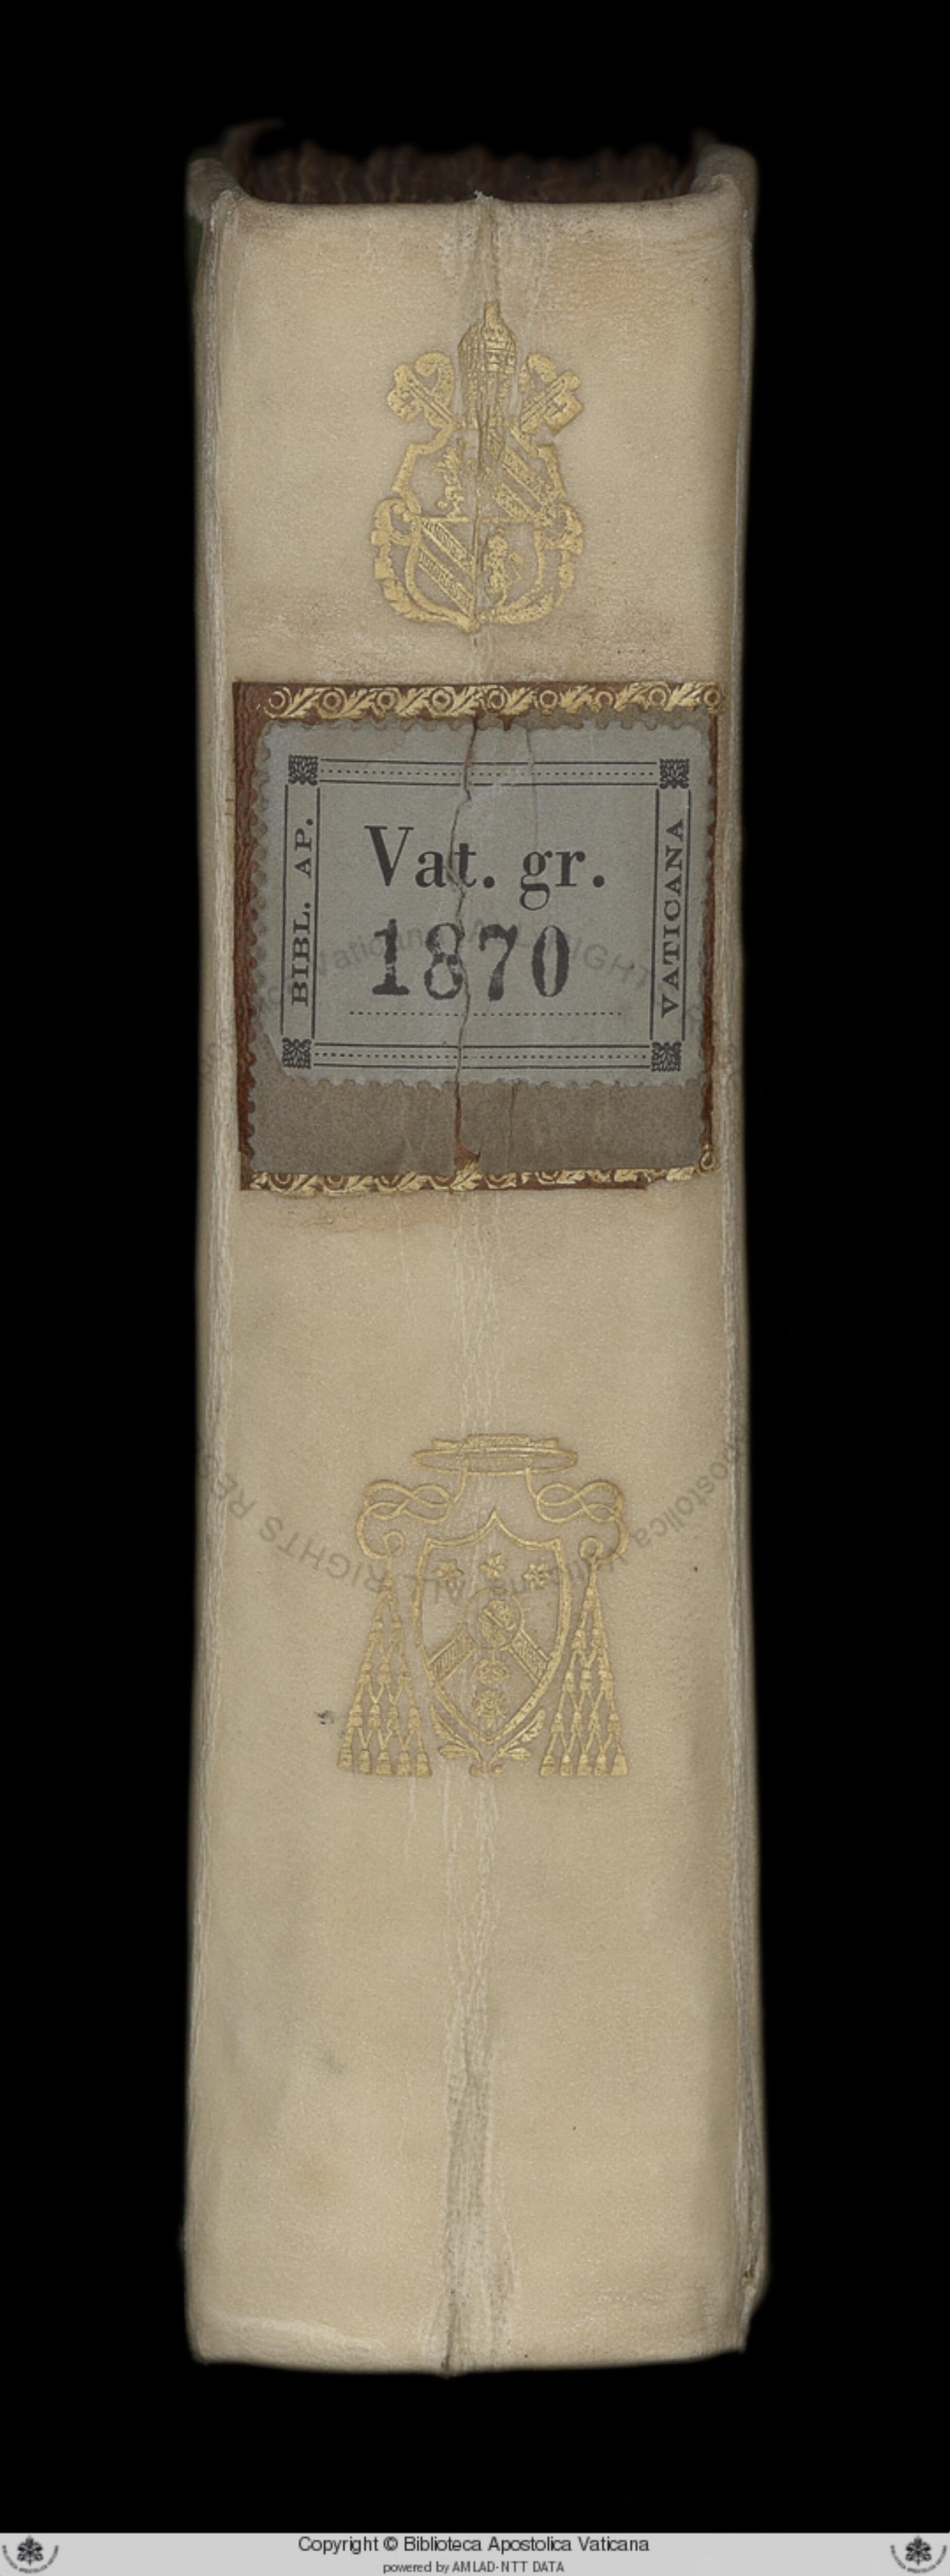 BIBL. AP.
Vat. gr.
1870
VATICANA
Copyright © Biblioteca Apostolica Vaticana
powered by AMLAD-NTT DATA